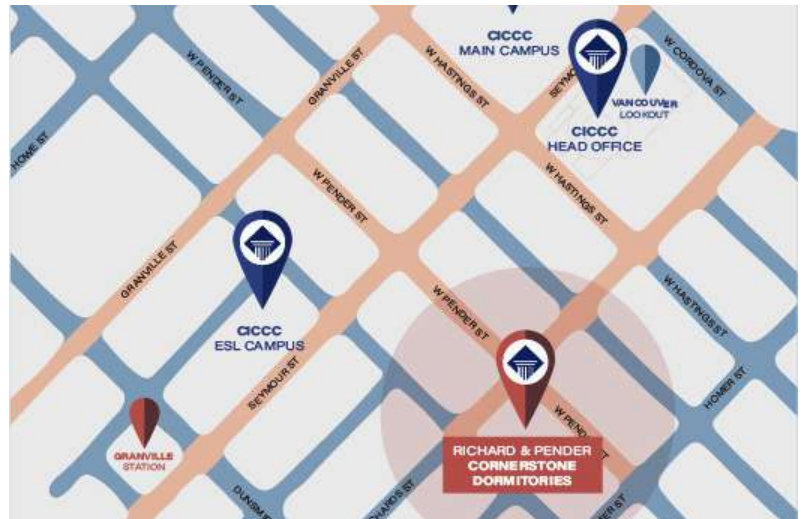 CICCC
MAIN CAMPUS
GRANVILLE ST
W HASTINGS ST
W PENDER ST
W CORDOVA ST
VANCOUVER
LOOKOUT
CICCC
HEAD OFFICE
HOWE ST
W PENDER ST
W HASTINGS ST
GRANVILLE ST
CICCC
ESL CAMPUS
W PENDER ST
W HASTINGS ST
SEYMOUR ST
HOMER ST
GRANVILLE
STATION
RICHARD & PENDER
CORNERSTONE
DORMITORIES